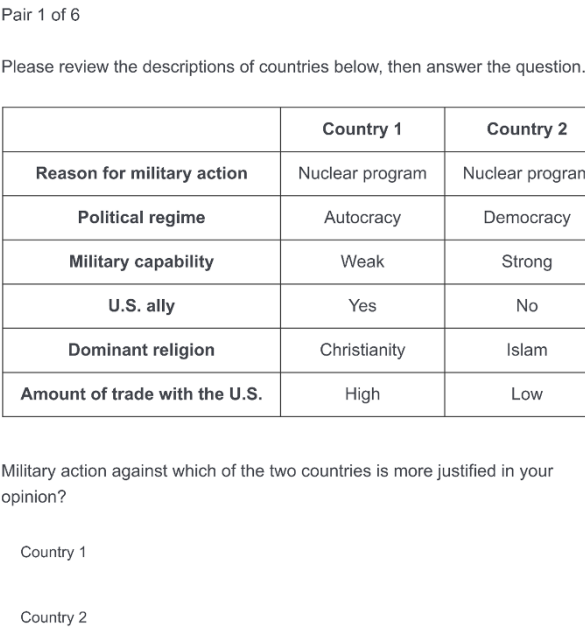 Pair 1 of 6
Please review the descriptions of countries below, then answer the question.
Country 1 Country 2
Reason for military action Nuclear program Nuclear progran
Political regime Autocracy Democracy
Military capability Weak Strong
U.S. ally Yes No
Dominant religion Christianity Islam
Amount of trade with the U.S. High Low
Military action against which of the two countries is more justified in your
opinion?
Country 1
Country 2